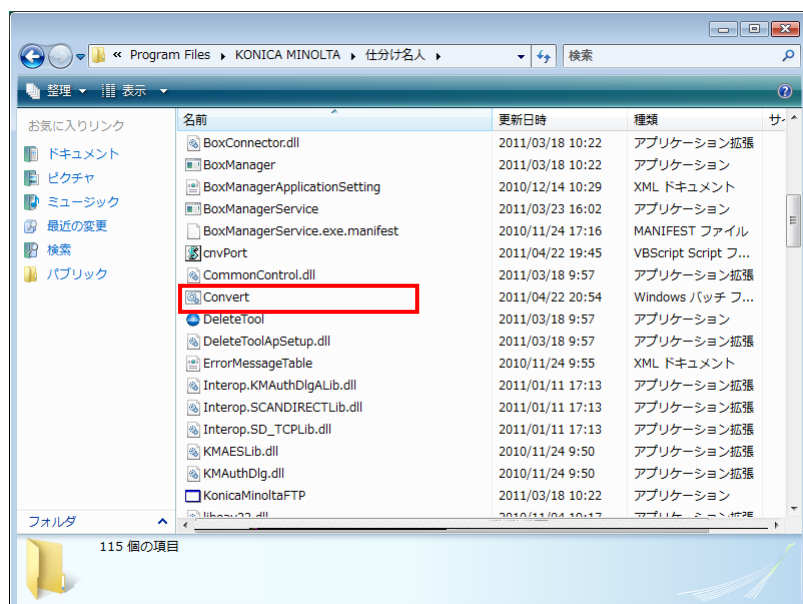 « Program Files ▸ KONICA MINOLTA ▸ 仕分け名人 ▸ 検索
整理 ▼ 表示 ▼
お気に入りリンク
ドキュメント
ピクチャ
ミュージック
最近の変更
検索
パブリック
フォルダ
名前 更新日時 種類 サ
BoxConnector.dll 2011/03/18 10:22 アプリケーション拡張
BoxManager 2011/03/18 10:22 アプリケーション
BoxManagerApplicationSetting 2010/12/14 10:29 XML ドキュメント
BoxManagerService 2011/03/23 16:02 アプリケーション
BoxManagerService.exe.manifest 2010/11/24 17:16 MANIFEST ファイル
cnvPort 2011/04/22 19:45 VBScript Script フ...
CommonControl.dll 2011/03/18 9:57 アプリケーション拡張
Convert 2011/04/22 20:54 Windows バッチ フ...
DeleteTool 2011/03/18 9:57 アプリケーション
DeleteToolApSetup.dll 2011/03/18 9:57 アプリケーション拡張
ErrorMessageTable 2010/11/24 9:55 XML ドキュメント
Interop.KMAuthDlgALib.dll 2011/01/11 17:13 アプリケーション拡張
Interop.SCANDIRECTLib.dll 2011/01/11 17:13 アプリケーション拡張
Interop.SD_TCPLib.dll 2011/01/11 17:13 アプリケーション拡張
KMAESLib.dll 2010/11/24 9:50 アプリケーション拡張
KMAuthDlg.dll 2010/11/24 9:50 アプリケーション拡張
KonicaMinoltaFTP 2011/03/18 10:22 アプリケーション
115 個の項目